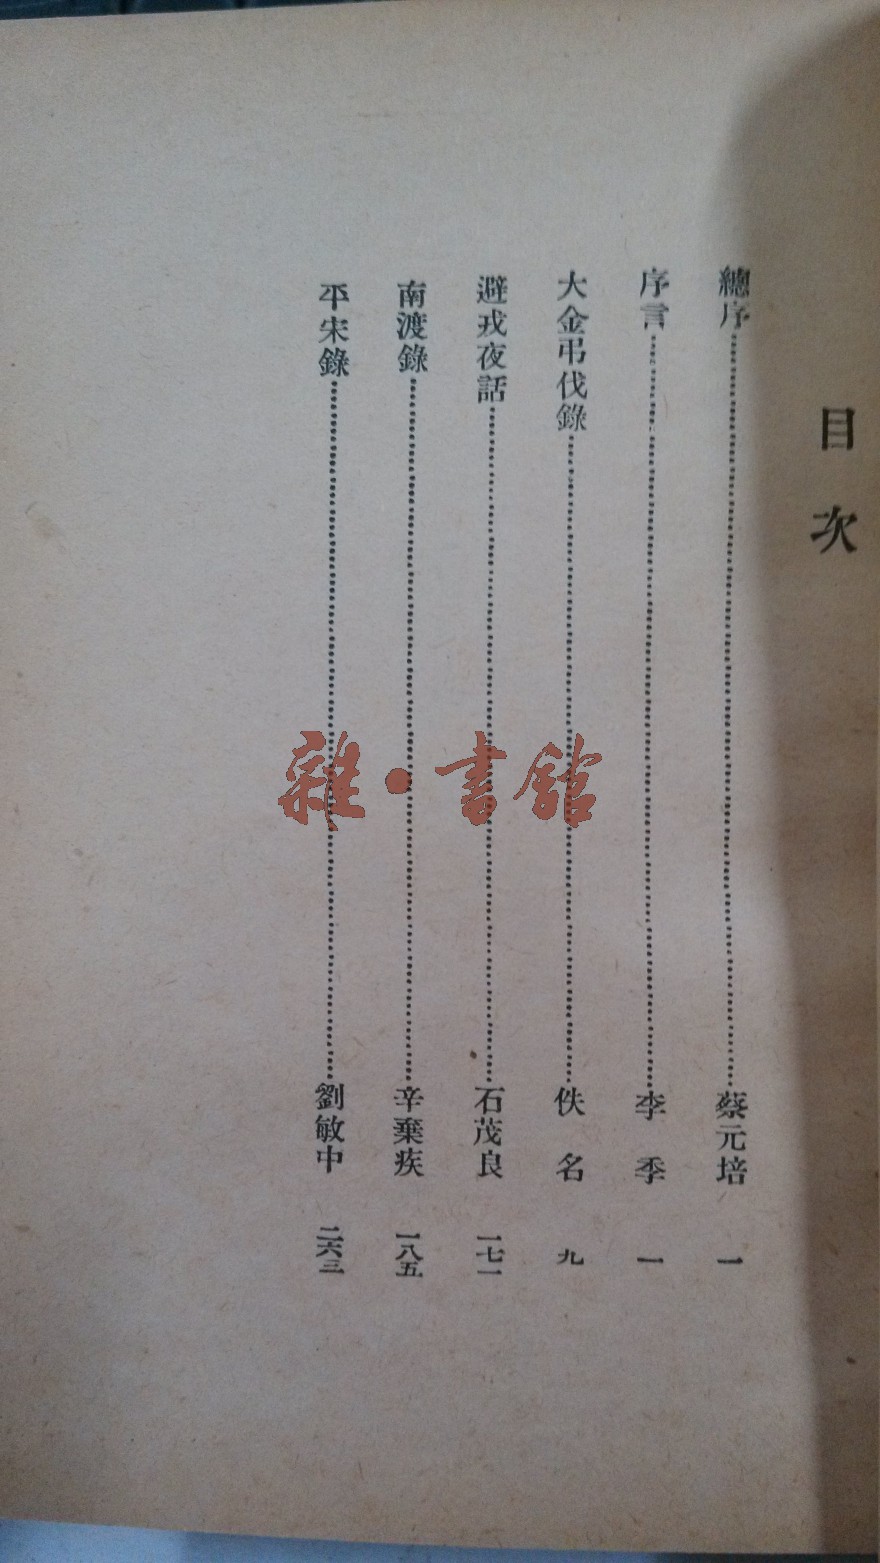 目次
總序……蔡元培 一
序言……李季 一
大金弔伐錄……佚名 九
避戎夜話……石茂良 一七一
南渡錄……辛棄疾 一八五
平宋錄……劉敏中 二六三
雜·書館